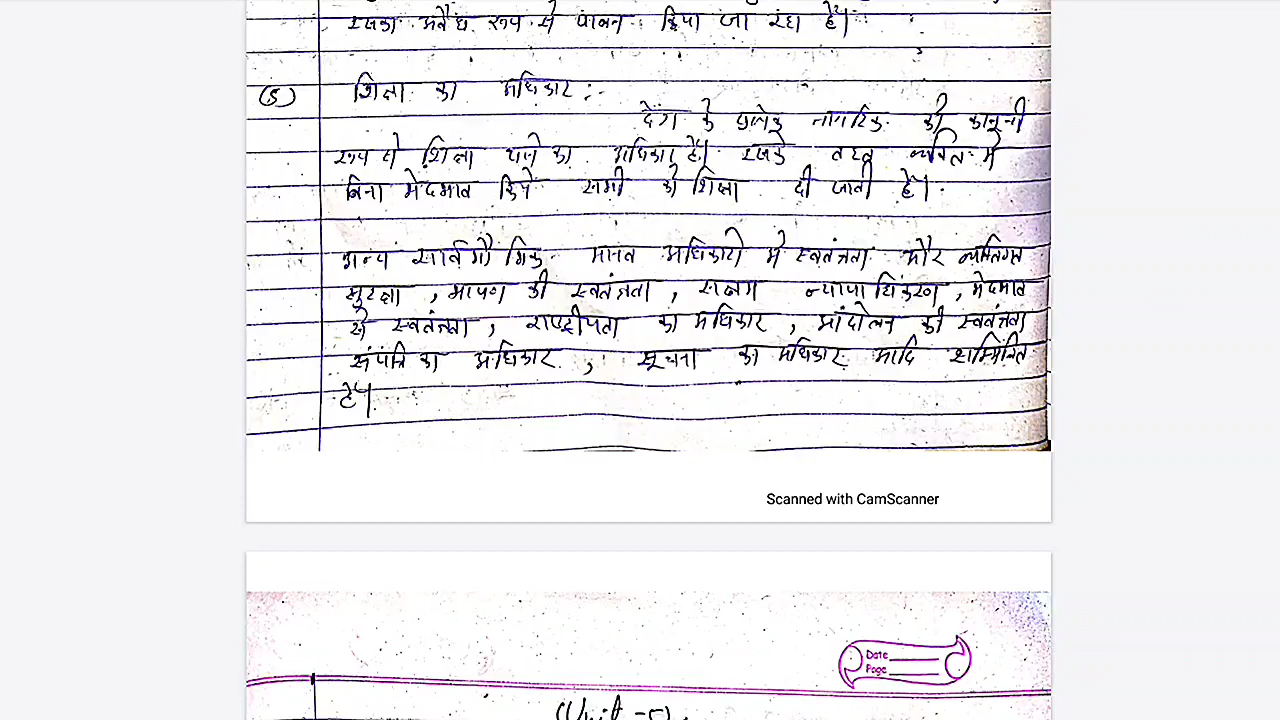 इसका अवैध रूप से पालन किया जा रहा है।
(5) शिक्षा का अधिकार :-
देश के प्रत्येक नागरिक को कानूनी
रूप से शिक्षा पाने का अधिकार है। इसके तहत व्यक्ति में
बिना भेदभाव किये सभी को शिक्षा दी जाती है।
अन्य सार्वभौमिक मानव अधिकारो में स्वतंत्रता और व्यक्तिगत
सुरक्षा , भाषण की स्वतंत्रता , सक्षम न्यायाधिकरण , भेदभाव
से स्वतंत्रता , राष्ट्रीयता का अधिकार , आंदोलन की स्वतंत्रता
संपत्ति का अधिकार , सूचना का अधिकार आदि सम्मिलित
है।
Scanned with CamScanner
Date
Page